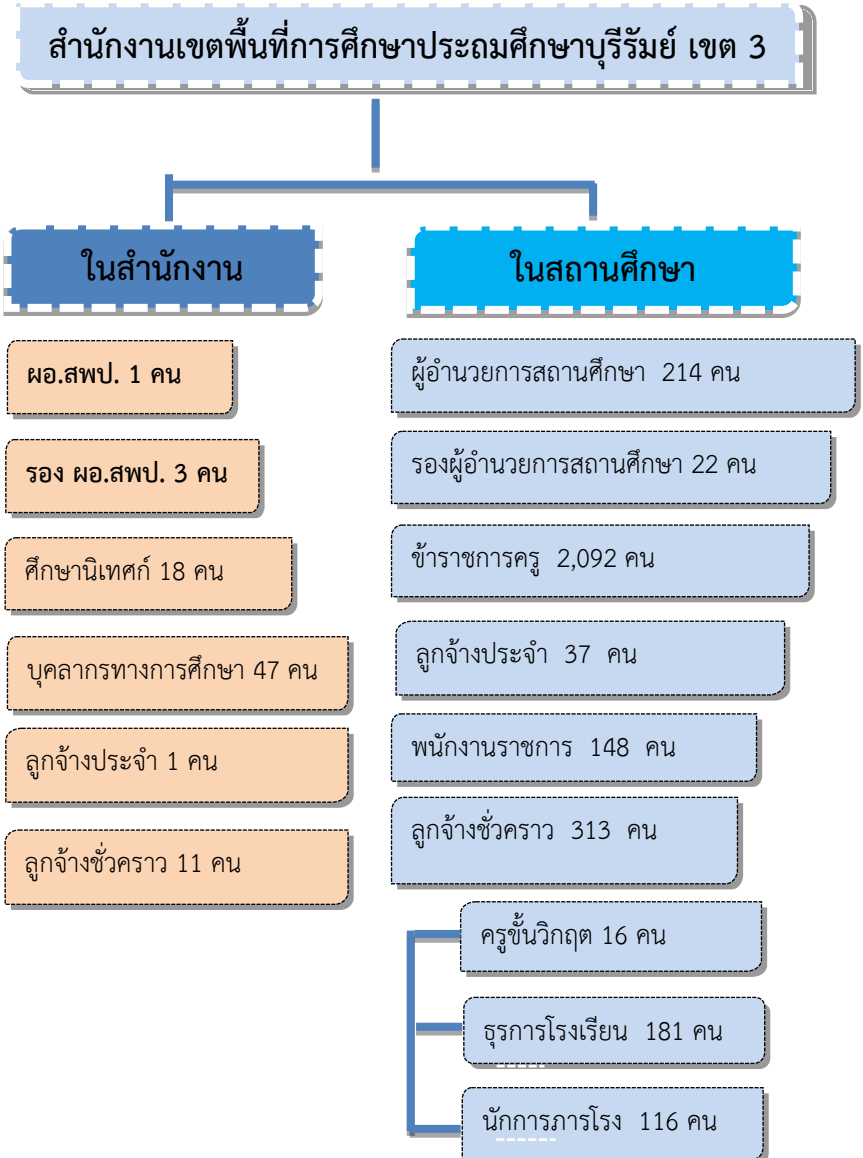 สำนักงานเขตพื้นที่การศึกษาประถมศึกษาบุรีรัมย์ เขต 3
ในสำนักงาน
ผอ.สพป. 1 คน
รอง ผอ.สพป. 3 คน
ศึกษานิเทศก์ 18 คน
บุคลากรทางการศึกษา 47 คน
ลูกจ้างประจำ 1 คน
ลูกจ้างชั่วคราว 11 คน
ในสถานศึกษา
ผู้อำนวยการสถานศึกษา 214 คน
รองผู้อำนวยการสถานศึกษา 22 คน
ข้าราชการครู 2,092 คน
ลูกจ้างประจำ 37 คน
พนักงานราชการ 148 คน
ลูกจ้างชั่วคราว 313 คน
ครูขั้นวิกฤต 16 คน
ธุรการโรงเรียน 181 คน
นักการภารโรง 116 คน